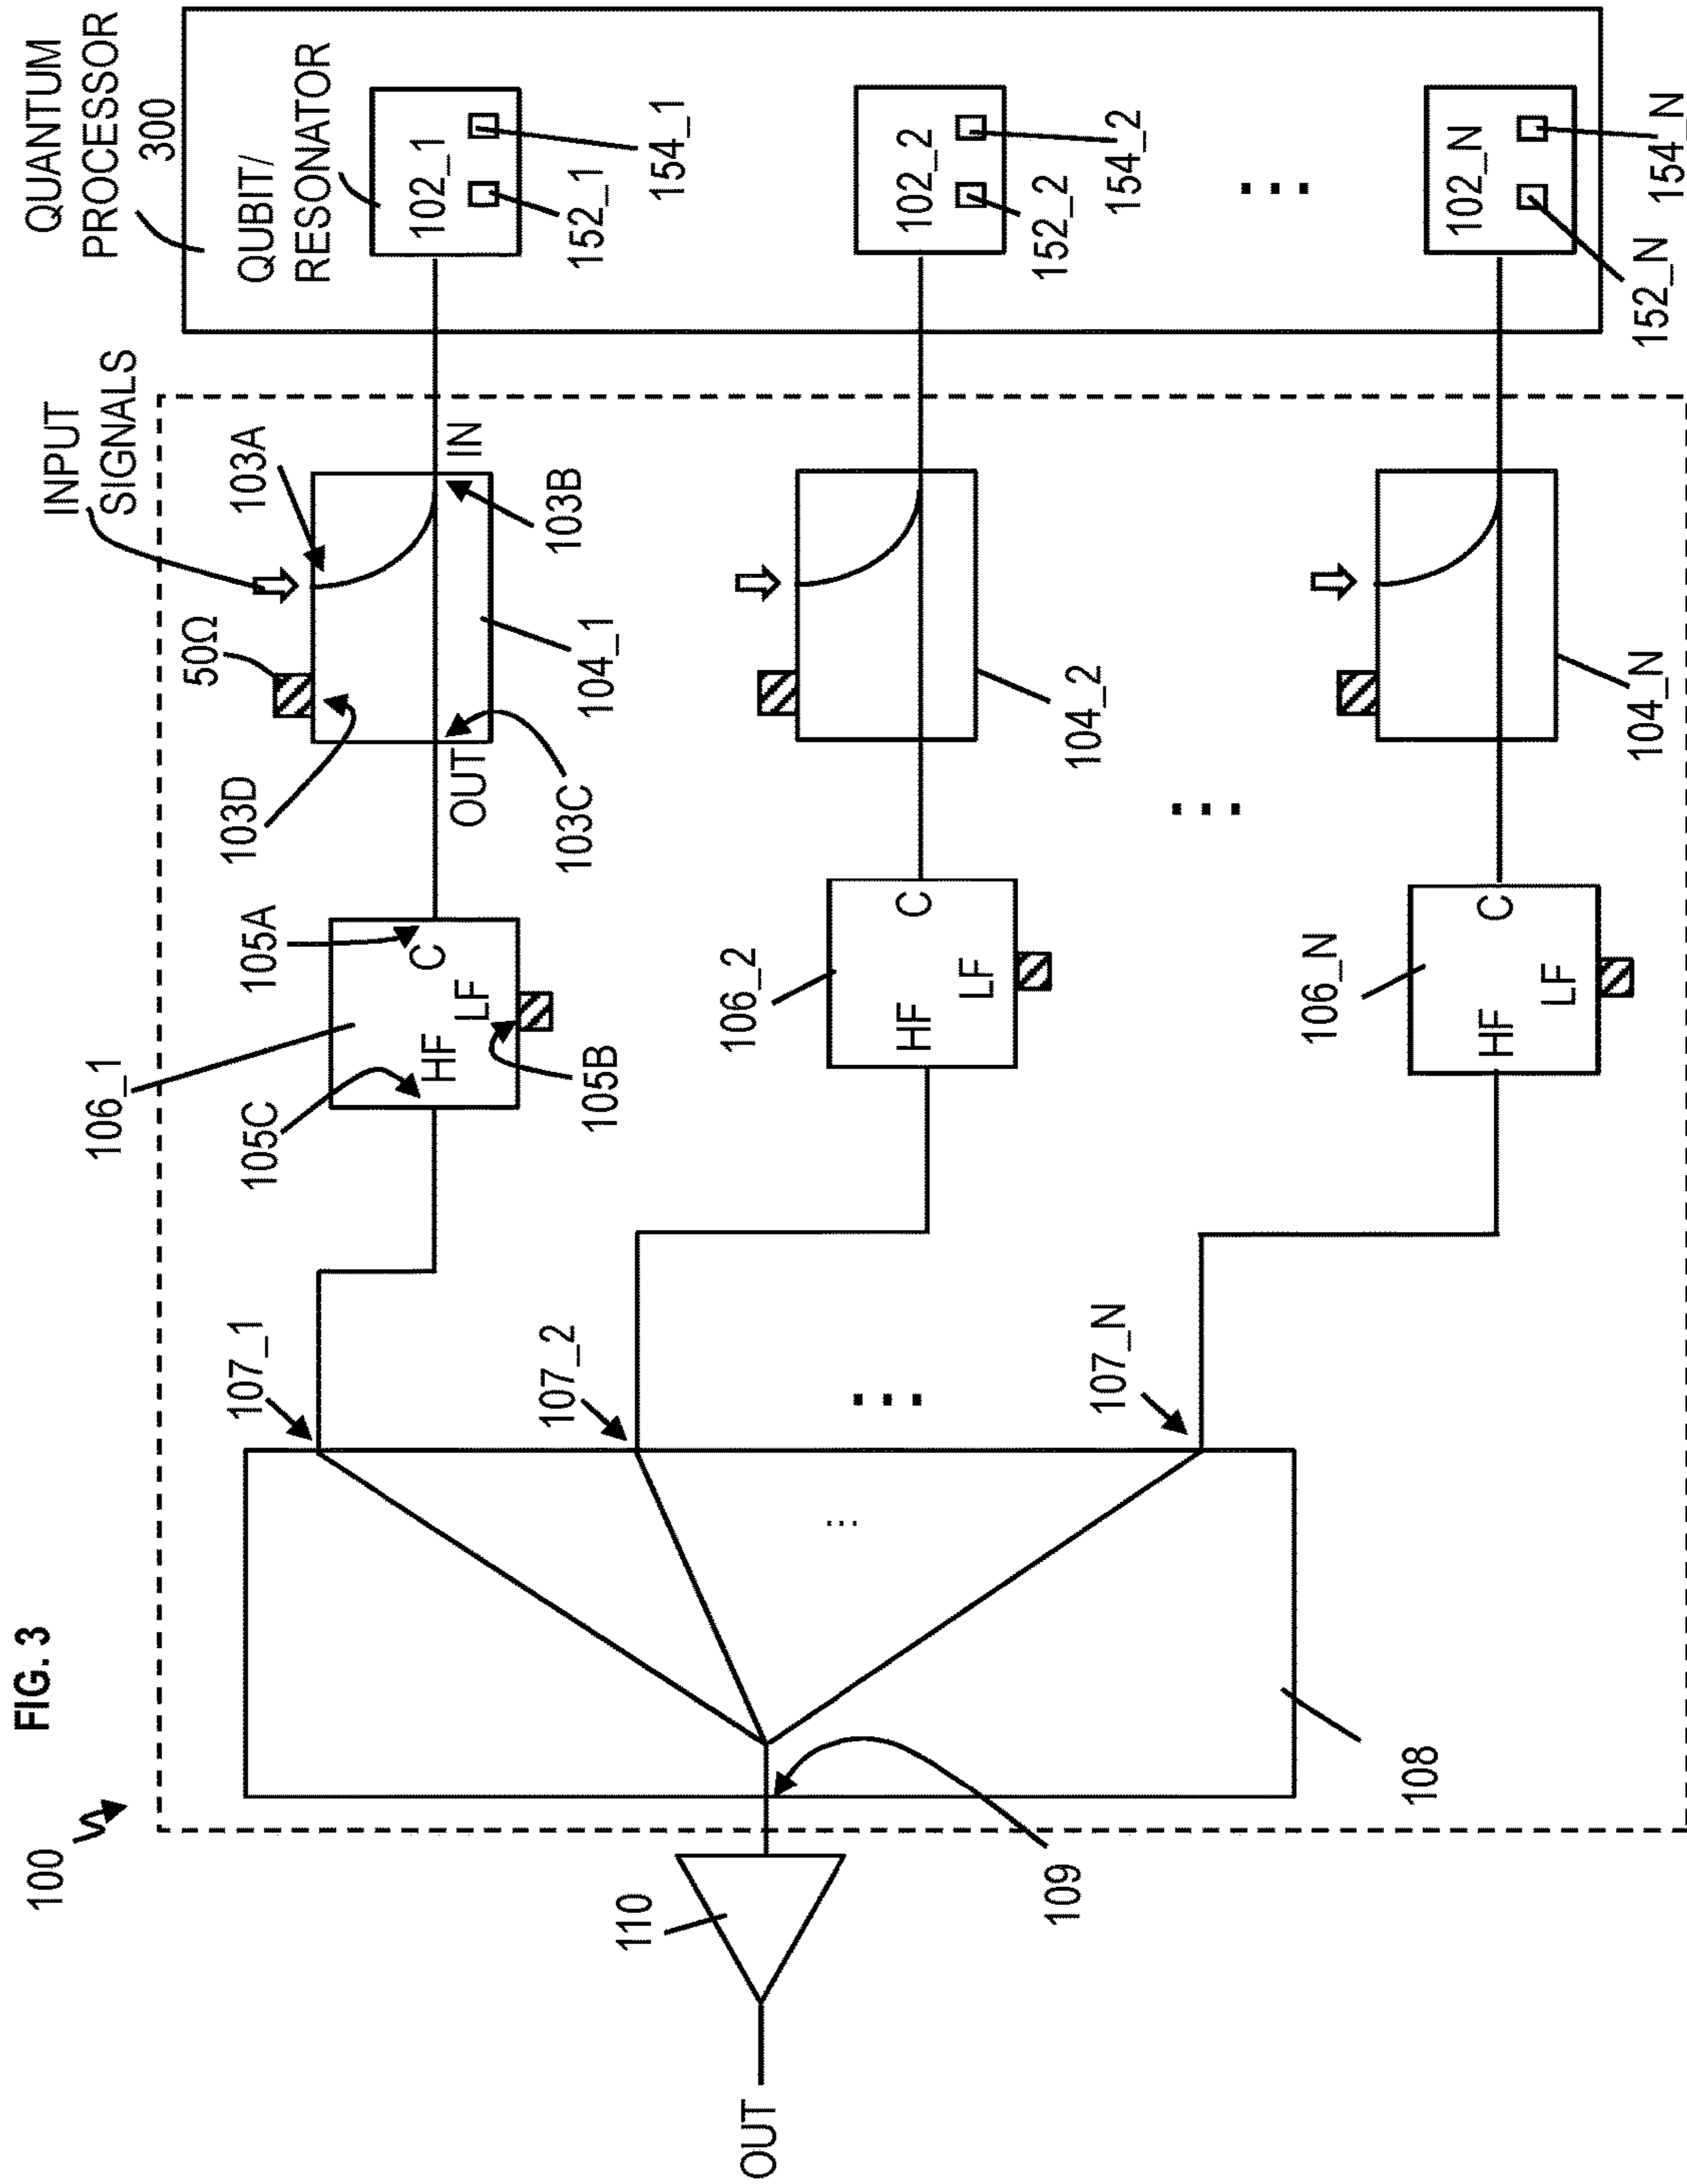 FIG. 3
100
QUANTUM
PROCESSOR
300
QUBIT/
RESONATOR
102_1
152_1
154_1
102_2
152_2
154_2
102_N
152_N
154_N
INPUT
SIGNALS
50Ω
103A
IN
103B
103D
OUT
103C
104_1
104_2
104_N
106_1
105A
C
HF
LF
105C
105B
106_2
C
HF
LF
106_N
C
HF
LF
107_1
107_2
107_N
108
109
110
OUT